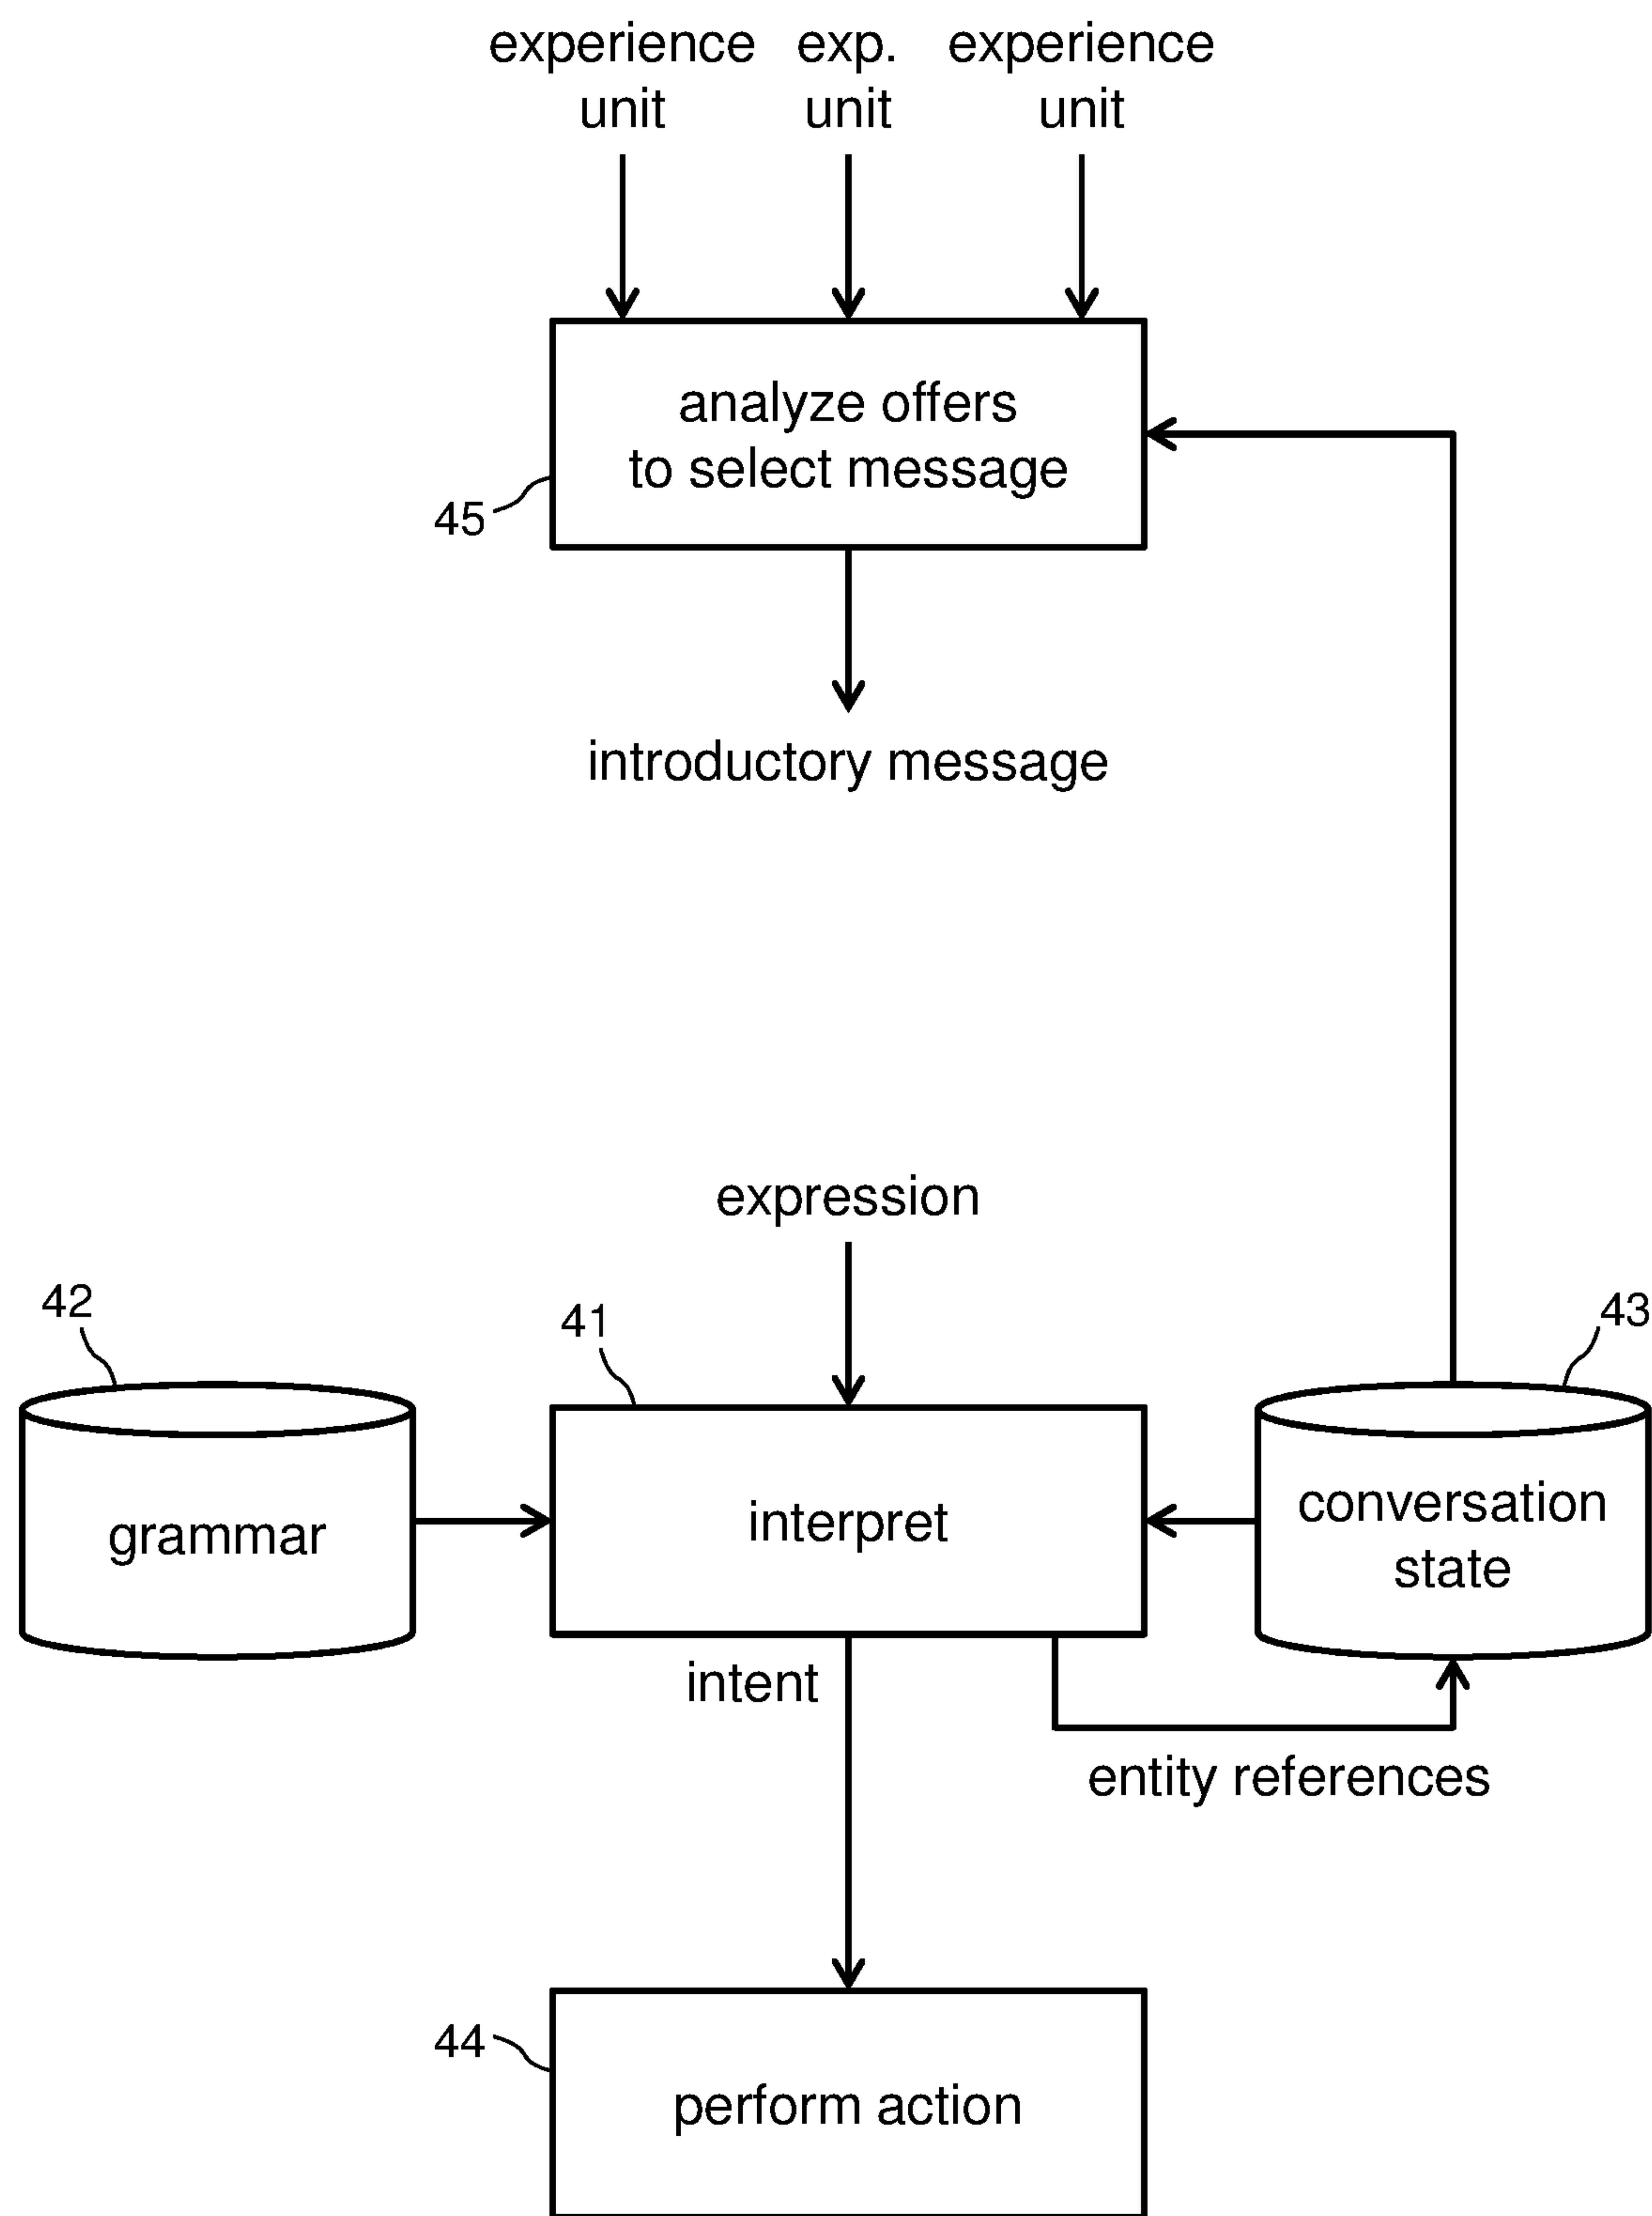 experience exp. experience
unit unit unit
analyze offers
to select message
45
introductory message
expression
42
41
43
grammar
interpret
conversation
state
intent
entity references
44
perform action